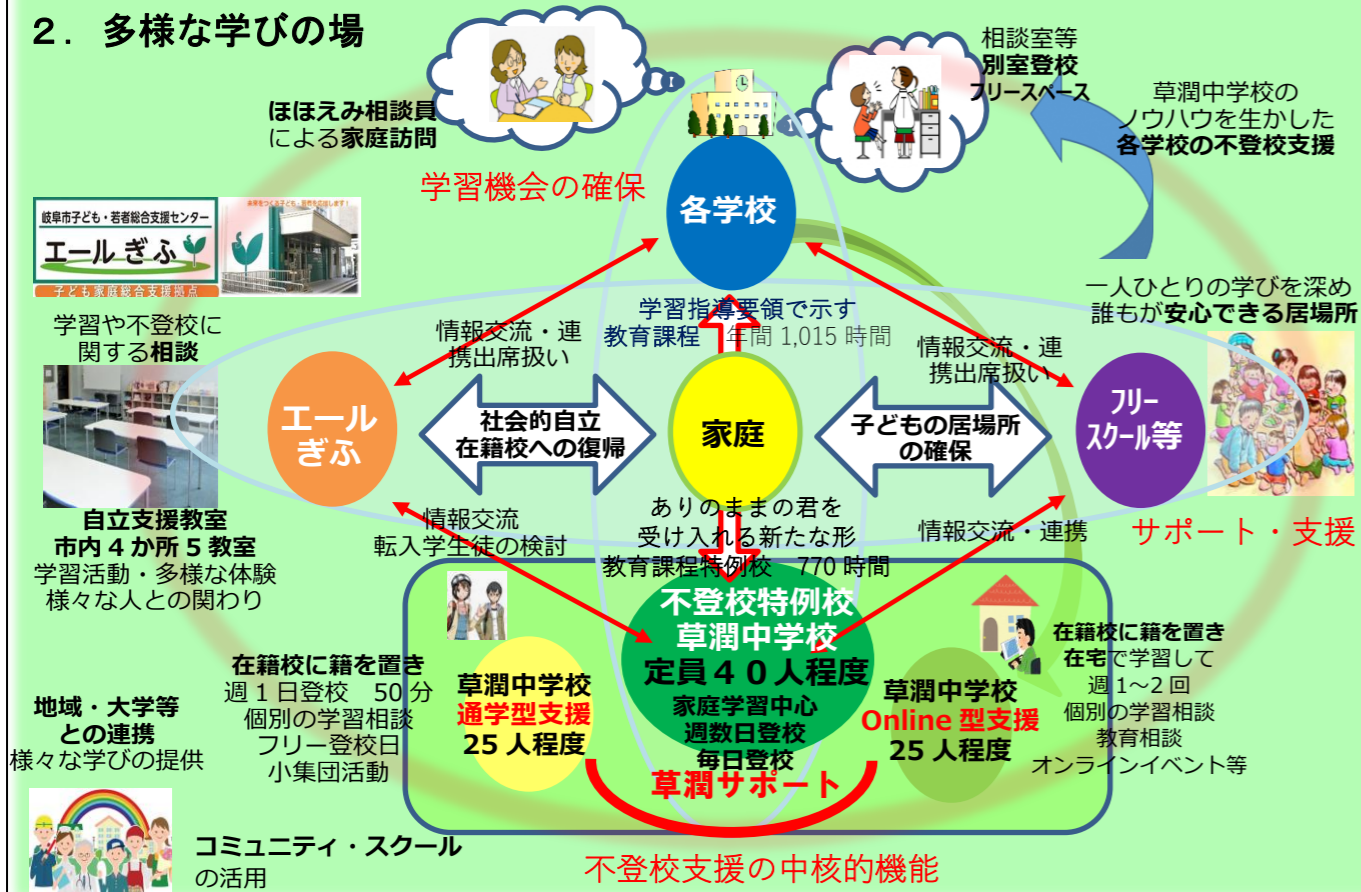 ２．多様な学びの場
ほほえみ相談員
による家庭訪問
相談室等
別室登校
フリースペース
草潤中学校の
ノウハウを生かした
各学校の不登校支援
学習機会の確保
各学校
岐阜市子ども・若者総合支援センター
エールぎふ
子ども家庭総合支援拠点
学習や不登校に
関する相談
学習指導要領で示す
教育課程　年間 1,015 時間
情報交流・連
携出席扱い
情報交流・連
携出席扱い
一人ひとりの学びを深め
誰もが安心できる居場所
エール
ぎふ
社会的自立
在籍校への復帰
家庭
子どもの居場所
の確保
フリー
スクール等
自立支援教室
市内 4 か所 5 教室
学習活動・多様な体験
様々な人との関わり
情報交流
転入学生徒の検討
ありのままの君を
受け入れる新たな形
教育課程特例校　770 時間
情報交流・連携
サポート・支援
不登校特例校
草潤中学校
定員４０人程度
家庭学習中心
週数日登校
毎日登校
在籍校に籍を置き
週 1 日登校　50 分
個別の学習相談
フリー登校日
小集団活動
草潤中学校
通学型支援
25 人程度
草潤中学校
Online 型支援
25 人程度
在籍校に籍を置き
在宅で学習して
週 1～2 回
個別の学習相談
教育相談
オンラインイベント等
草潤サポート
地域・大学等
との連携
様々な学びの提供
コミュニティ・スクール
の活用
不登校支援の中核的機能